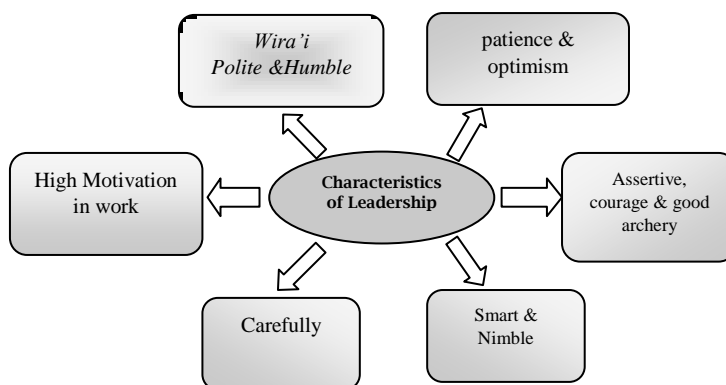 Wira’i
Polite &Humble
patience &
optimism
High Motivation
in work
Characteristics
of Leadership
Assertive,
courage & good
archery
Carefully
Smart &
Nimble